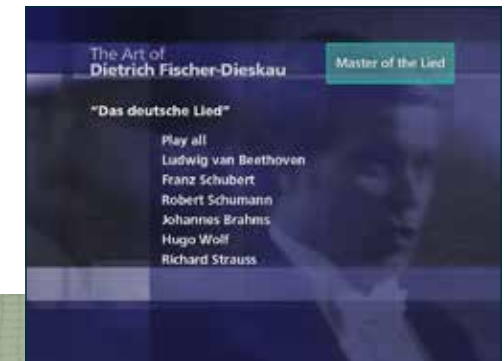 The Art of
Dietrich Fischer-Dieskau
Master of the Lied
"Das deutsche Lied"
Play all
Ludwig van Beethoven
Franz Schubert
Robert Schumann
Johannes Brahms
Hugo Wolf
Richard Strauss